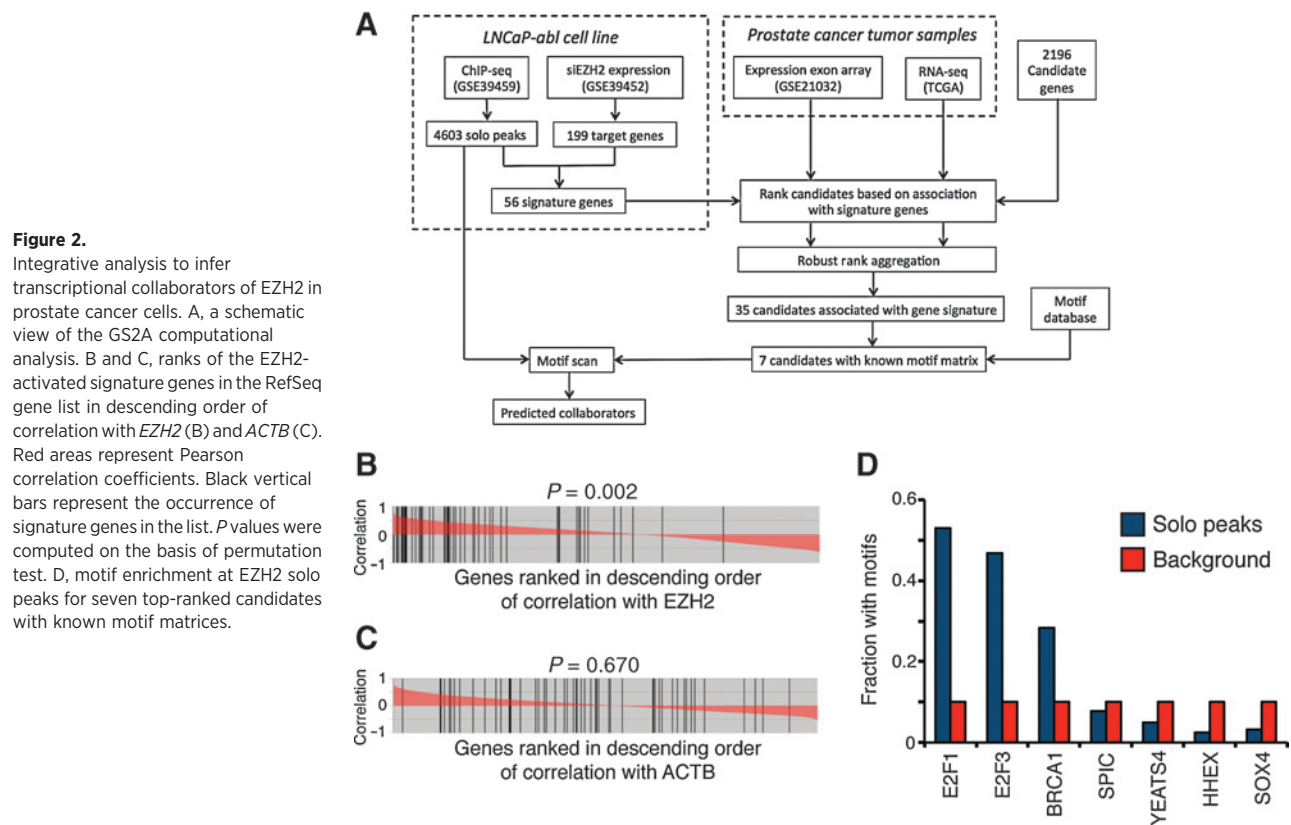 Figure 2.
Integrative analysis to infer
transcriptional collaborators of EZH2 in
prostate cancer cells. A, a schematic
view of the GS2A computational
analysis. B and C, ranks of the EZH2-
activated signature genes in the RefSeq
gene list in descending order of
correlation with EZH2 (B) and ACTB (C).
Red areas represent Pearson
correlation coefficients. Black vertical
bars represent the occurrence of
signature genes in the list. P values were
computed on the basis of permutation
test. D, motif enrichment at EZH2 solo
peaks for seven top-ranked candidates
with known motif matrices.
A
LNCaP-abl cell line
ChIP-seq
(GSE39459)
siEZH2 expression
(GSE39452)
4603 solo peaks
199 target genes
56 signature genes
Prostate cancer tumor samples
Expression exon array
(GSE21032)
RNA-seq
(TCGA)
2196
Candidate
genes
Rank candidates based on association
with signature genes
Robust rank aggregation
35 candidates associated with gene signature
Motif
database
Motif scan
7 candidates with known motif matrix
Predicted collaborators
B
P = 0.002
Correlation
1
0
−1
Genes ranked in descending order
of correlation with EZH2
C
P = 0.670
Correlation
1
0
−1
Genes ranked in descending order
of correlation with ACTB
D
Fraction with motifs
0.6
0.4
0.2
0
Solo peaks
Background
E2F1
E2F3
BRCA1
SPIC
YEATS4
HHEX
SOX4